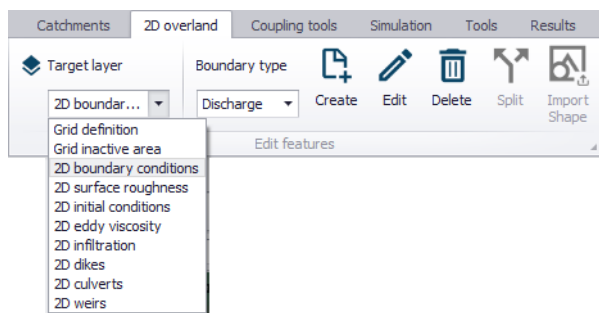 Catchments 2D overland Coupling tools Simulation Tools Results
Target layer Boundary type
2D boundar... Discharge Create Edit Delete Split Import Shape
Edit features
Grid definition
Grid inactive area
2D boundary conditions
2D surface roughness
2D initial conditions
2D eddy viscosity
2D infiltration
2D dikes
2D culverts
2D weirs